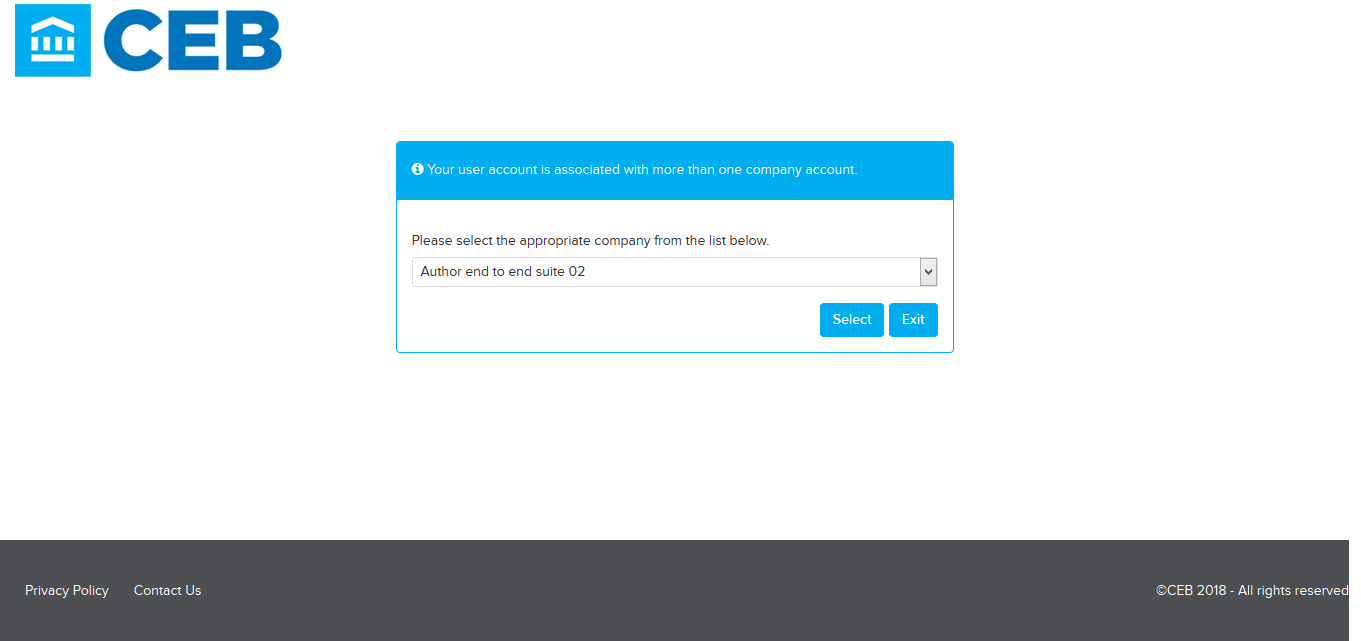 CEB
Your user account is associated with more than one company account.
Please select the appropriate company from the list below.
Author end to end suite 02
Select Exit
Privacy Policy Contact Us ©CEB 2018 - All rights reserved